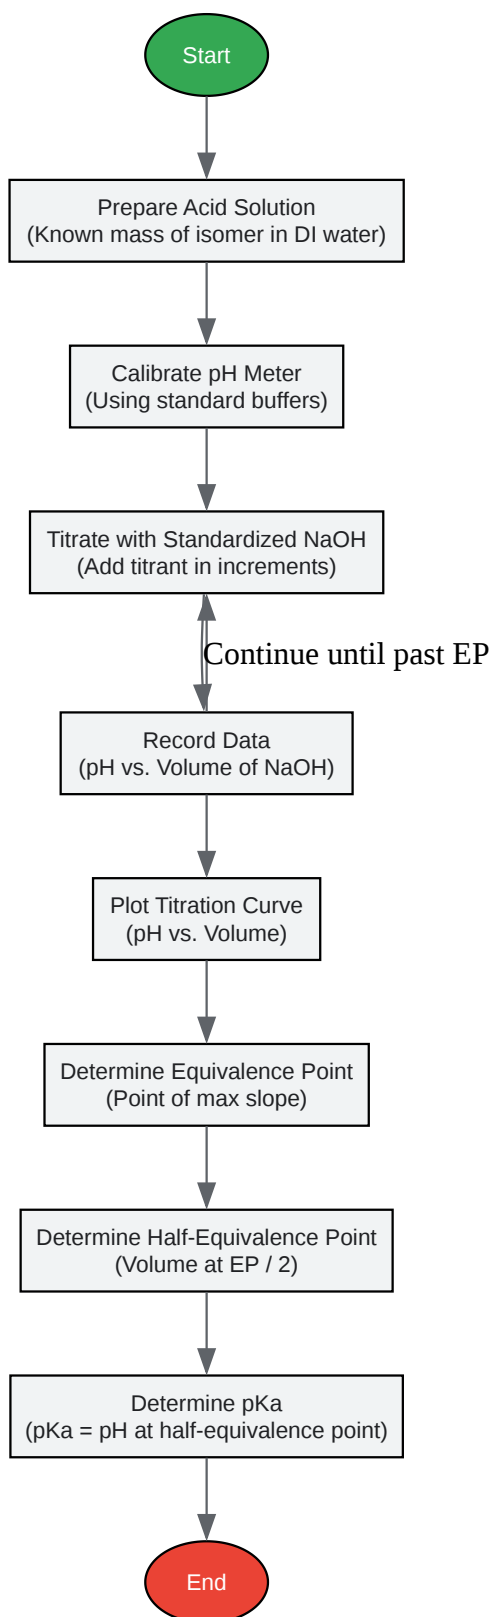 Start
Prepare Acid Solution
(Known mass of isomer in DI water)
Calibrate pH Meter
(Using standard buffers)
Titrate with Standardized NaOH
(Add titrant in increments)
Continue until past EP
Record Data
(pH vs. Volume of NaOH)
Plot Titration Curve
(pH vs. Volume)
Determine Equivalence Point
(Point of max slope)
Determine Half-Equivalence Point
(Volume at EP / 2)
Determine pKa
(pKa = pH at half-equivalence point)
End